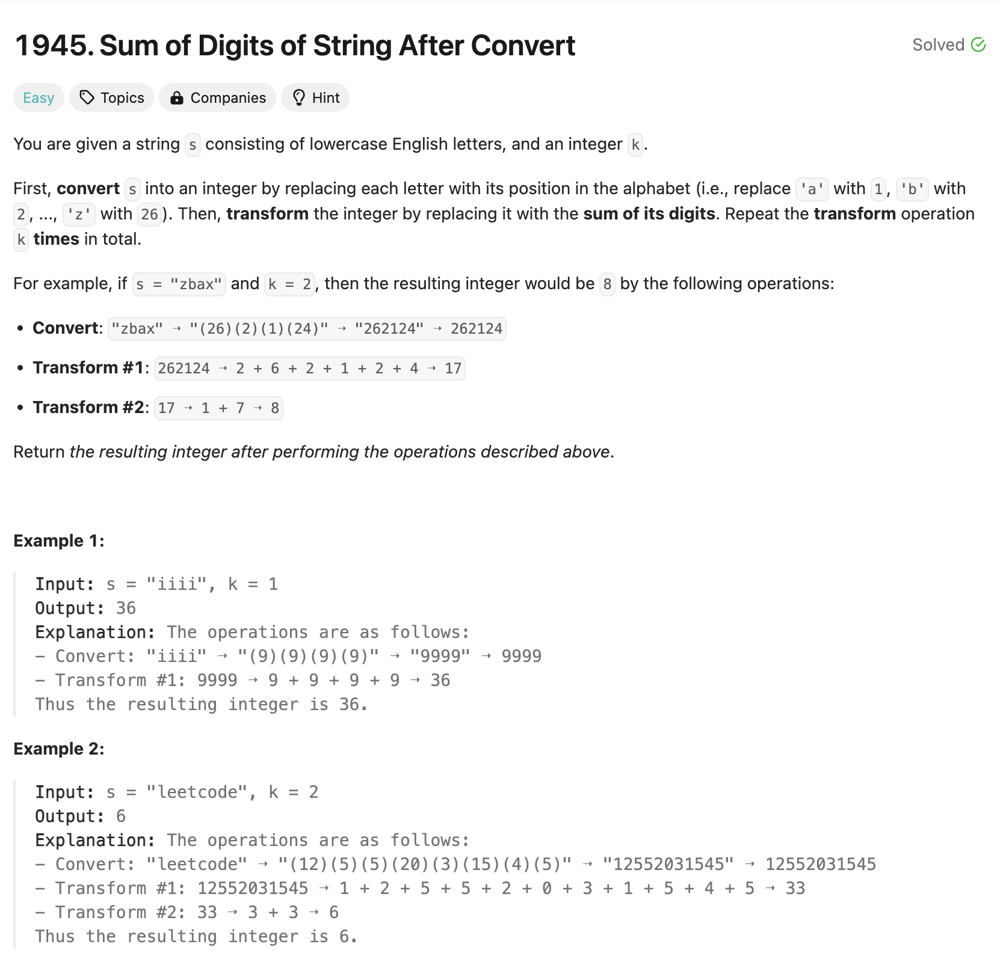 1945. Sum of Digits of String After Convert
Solved
Easy Topics Companies Hint
You are given a string s consisting of lowercase English letters, and an integer k.
First, convert s into an integer by replacing each letter with its position in the alphabet (i.e., replace 'a' with 1, 'b' with
2, ..., 'z' with 26). Then, transform the integer by replacing it with the sum of its digits. Repeat the transform operation
k times in total.
For example, if s = "zbax" and k = 2, then the resulting integer would be 8 by the following operations:
• Convert: "zbax" → "(26)(2)(1)(24)" → "262124" → 262124
• Transform #1: 262124 → 2 + 6 + 2 + 1 + 2 + 4 → 17
• Transform #2: 17 → 1 + 7 → 8
Return the resulting integer after performing the operations described above.
Example 1:
Input: s = "iiii", k = 1
Output: 36
Explanation: The operations are as follows:
- Convert: "iiii" → "(9)(9)(9)(9)" → "9999" → 9999
- Transform #1: 9999 → 9 + 9 + 9 + 9 → 36
Thus the resulting integer is 36.
Example 2:
Input: s = "leetcode", k = 2
Output: 6
Explanation: The operations are as follows:
- Convert: "leetcode" → "(12)(5)(5)(20)(3)(15)(4)(5)" → "12552031545" → 12552031545
- Transform #1: 12552031545 → 1 + 2 + 5 + 5 + 2 + 0 + 3 + 1 + 5 + 4 + 5 → 33
- Transform #2: 33 → 3 + 3 → 6
Thus the resulting integer is 6.